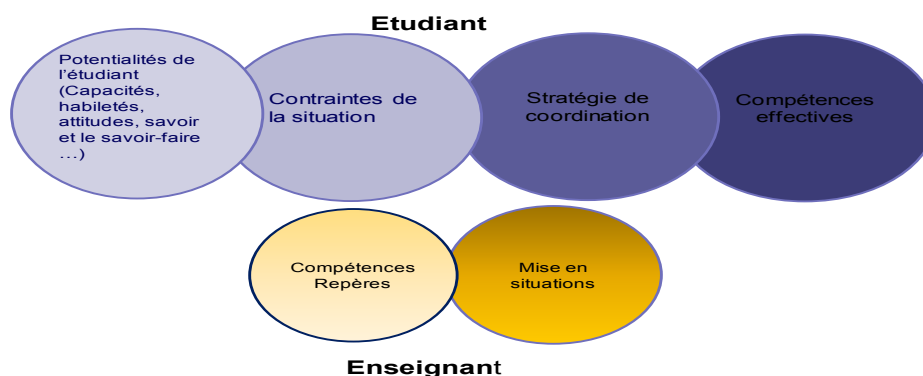 Etudiant
Potentialités de
l'étudiant
(Capacités,
habiletés,
attitudes, savoir
et le savoir-faire
…)
Contraintes de
la situation
Stratégie de
coordination
Compétences
effectives
Compétences
Repères
Mise en
situations
Enseignant